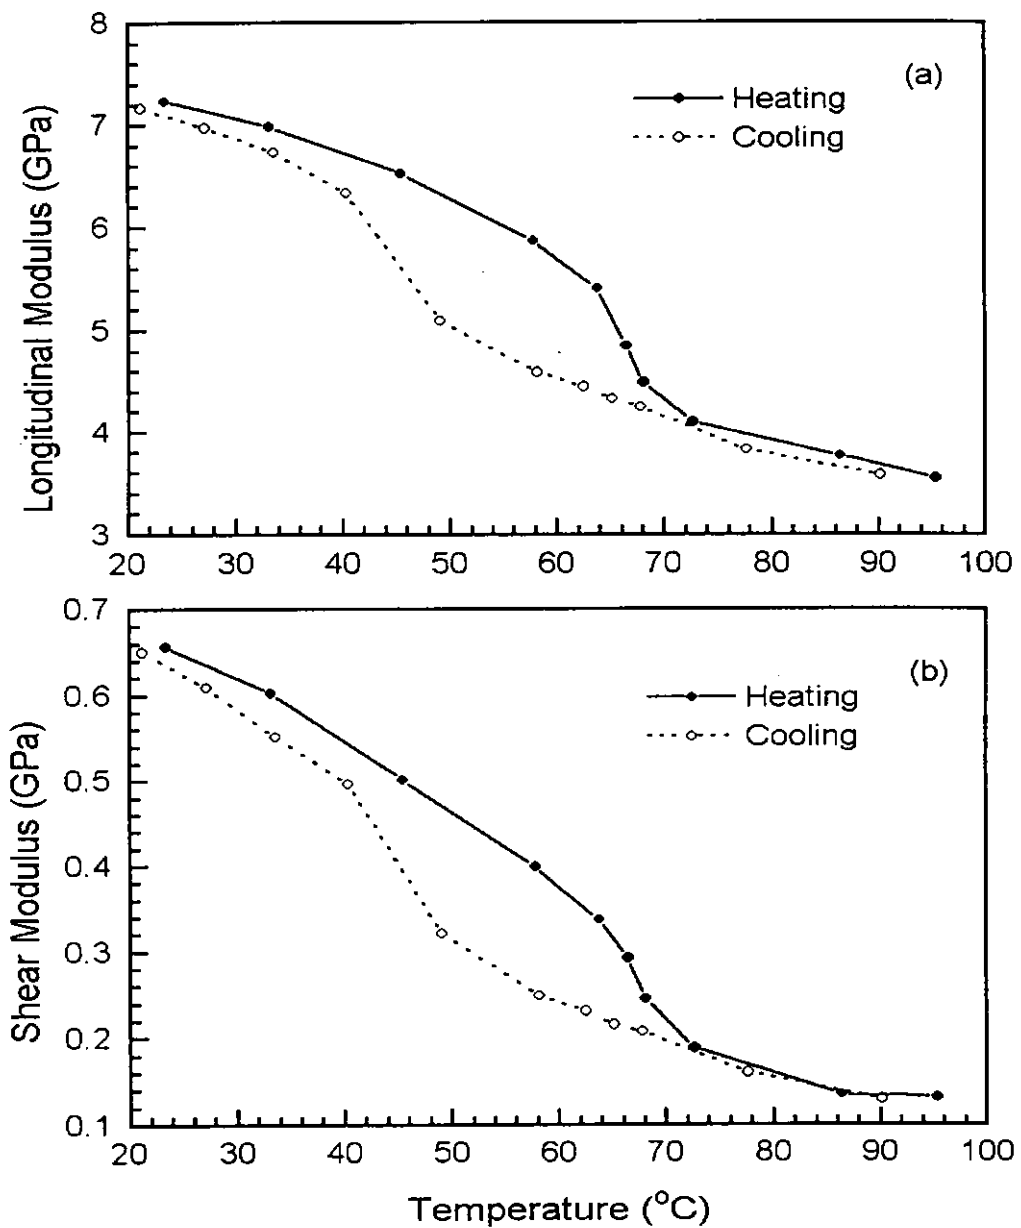 8
7
6
5
4
3
Longitudinal Modulus (GPa)
(a)
Heating
Cooling
20 30 40 50 60 70 80 90 100
0.7
0.6
0.5
0.4
0.3
0.2
0.1
Shear Modulus (GPa)
(b)
Heating
Cooling
20 30 40 50 60 70 80 90 100
Temperature (°C)